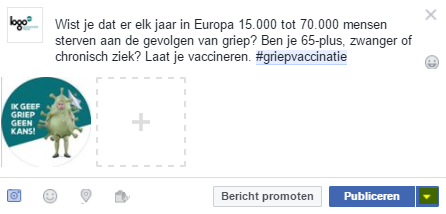 logo
Wist je dat er elk jaar in Europa 15.000 tot 70.000 mensen
sterven aan de gevolgen van griep? Ben je 65-plus, zwanger of
chronisch ziek? Laat je vaccineren. #griepvaccinatie
IK GEEF
GRIEP
GEEN
KANS!
Bericht promoten
Publiceren